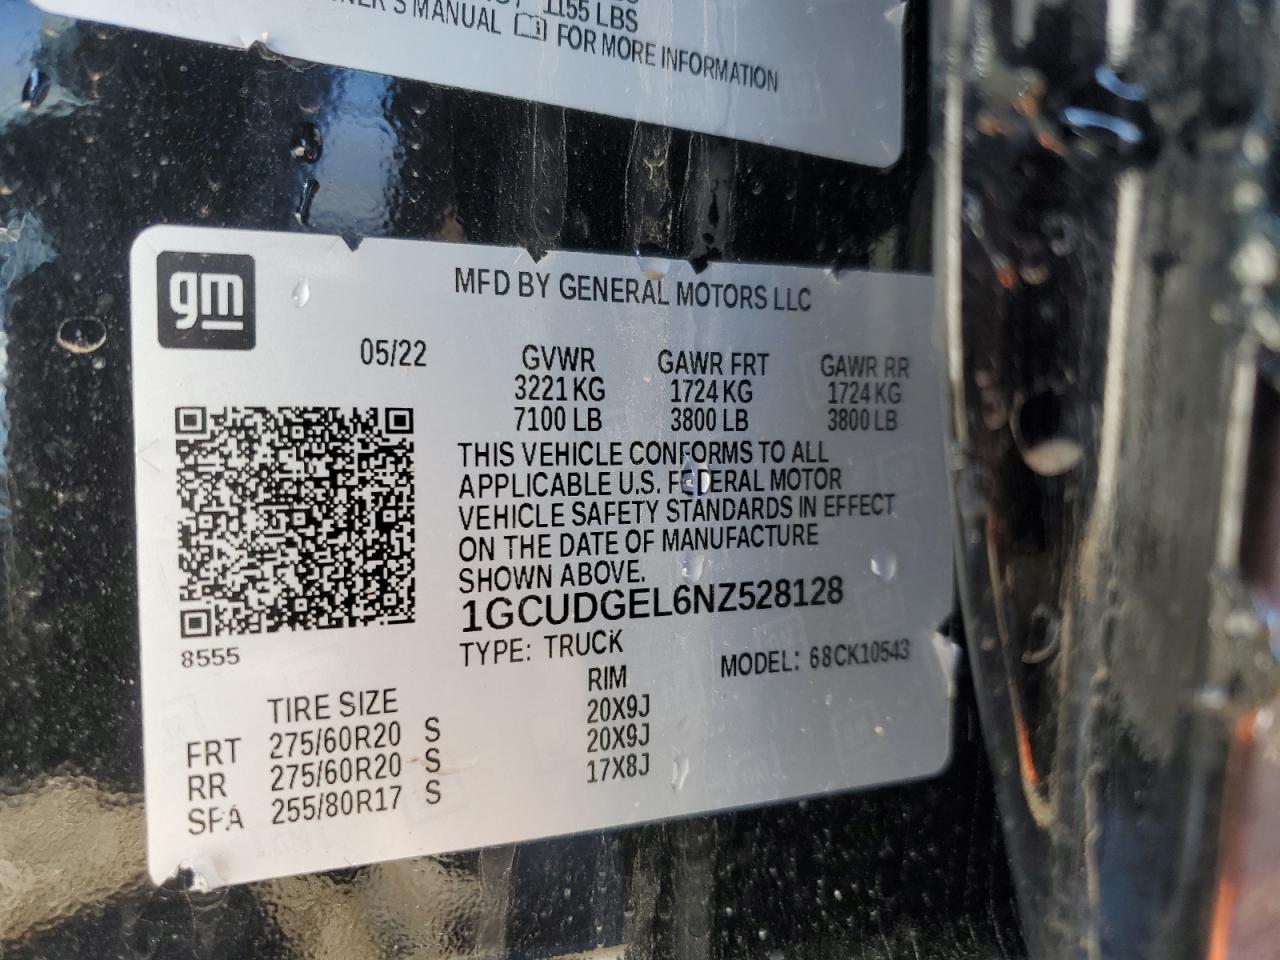 1155 LBS
NER'S MANUAL FOR MORE INFORMATION
gm
MFD BY GENERAL MOTORS LLC
05/22 GVWR GAWR FRT GAWR RR
3221 KG 1724 KG 1724 KG
7100 LB 3800 LB 3800 LB
THIS VEHICLE CONFORMS TO ALL
APPLICABLE U.S. FEDERAL MOTOR
VEHICLE SAFETY STANDARDS IN EFFECT
ON THE DATE OF MANUFACTURE
SHOWN ABOVE.
1GCUDGEL6NZ528128
8555
TYPE: TRUCK MODEL: 68CK10543
TIRE SIZE RIM
FRT 275/60R20 S 20X9J
RR 275/60R20 S 20X9J
SPA 255/80R17 S 17X8J